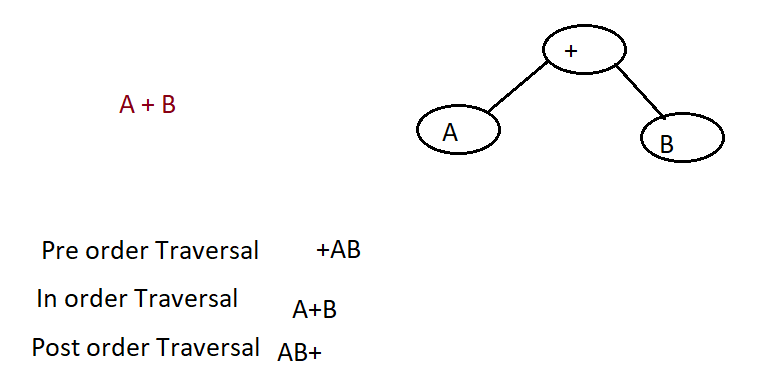 +
A + B
A
B
Pre order Traversal +AB
In order Traversal A+B
Post order Traversal AB+